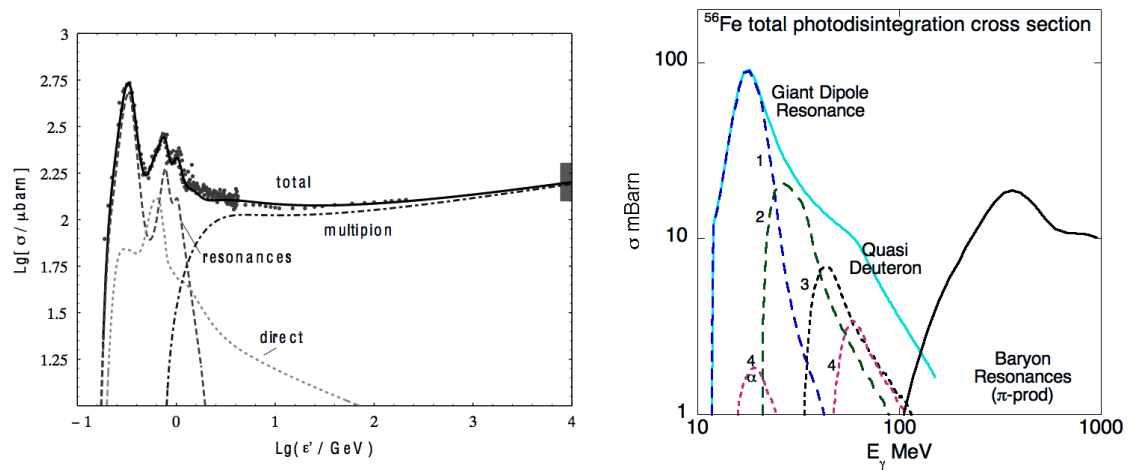 3
2.75
2.5
2.25
2
1.75
1.5
1.25
Lg[ σ / μbarn ]
total
multipion
resonances
direct
−1 0 1 2 3 4
Lg( ε' / GeV )
⁵⁶Fe total photodisintegration cross section
100
10
1
σ mBarn
Giant Dipole
Resonance
1
2
Quasi
Deuteron
3
4
4
α
Baryon
Resonances
(π-prod)
10 100 1000
Eᵧ MeV